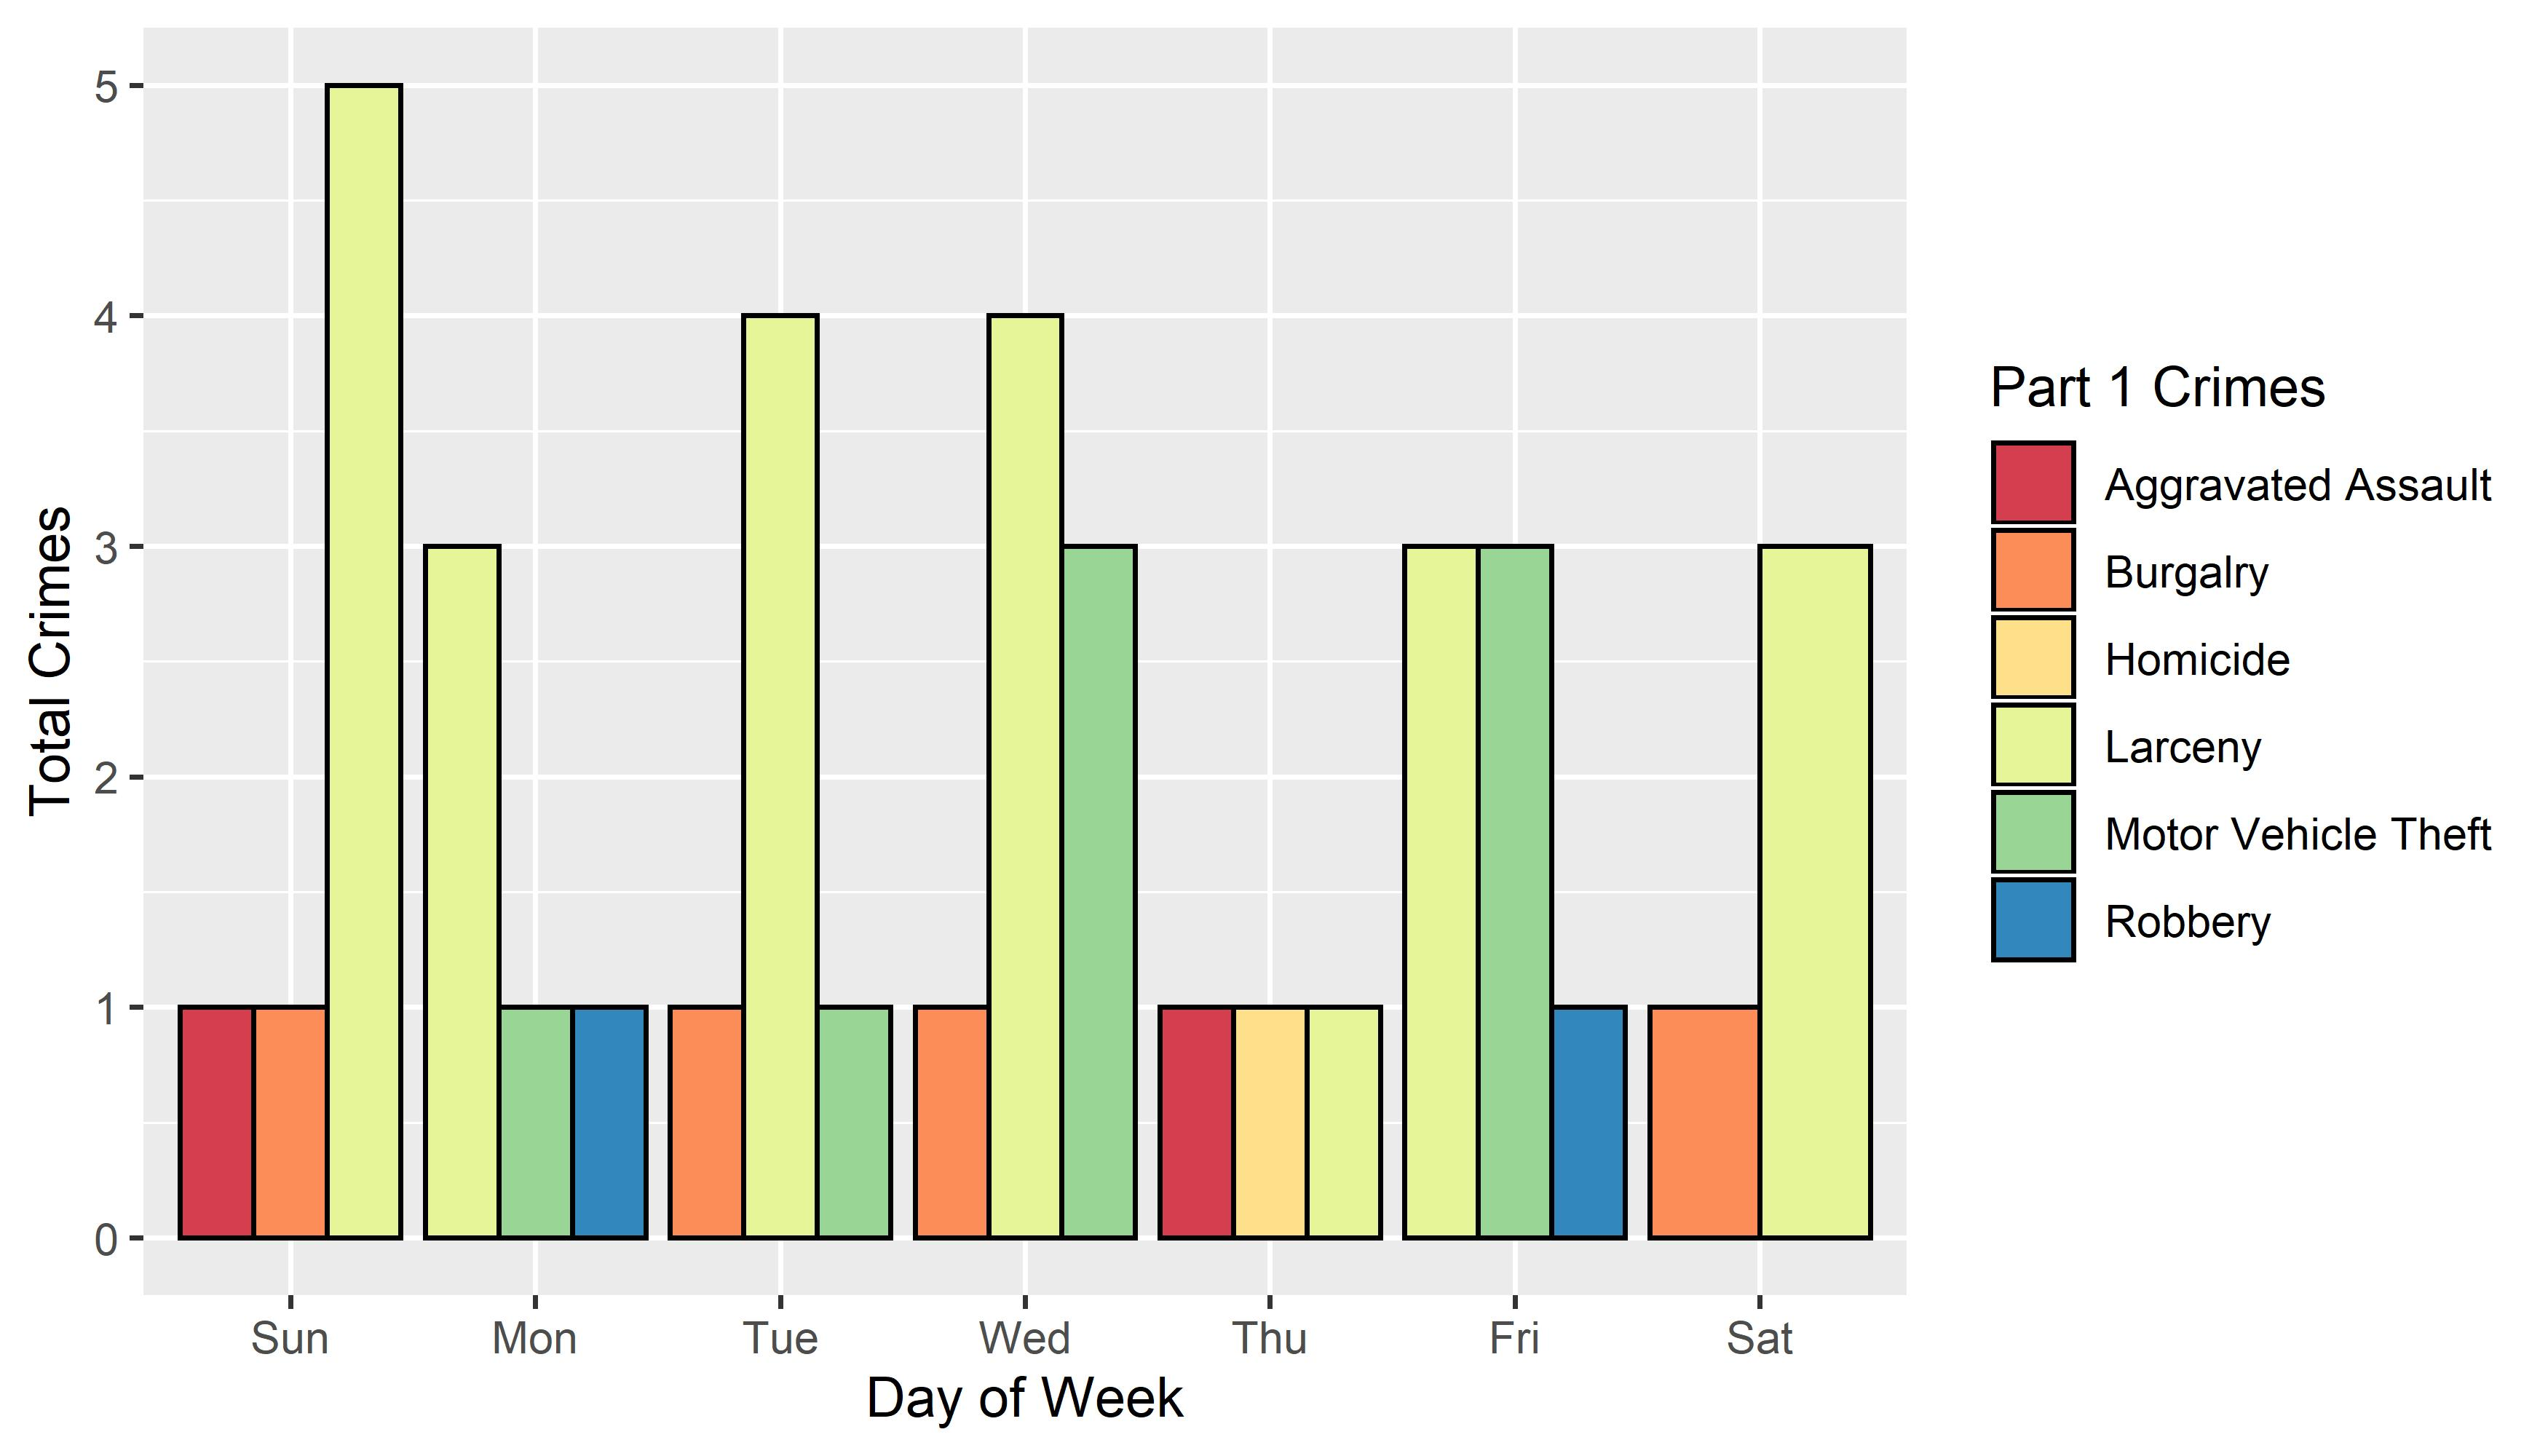 5
4
3
2
1
0
Total Crimes
Sun Mon Tue Wed Thu Fri Sat
Day of Week
Part 1 Crimes
Aggravated Assault
Burgalry
Homicide
Larceny
Motor Vehicle Theft
Robbery